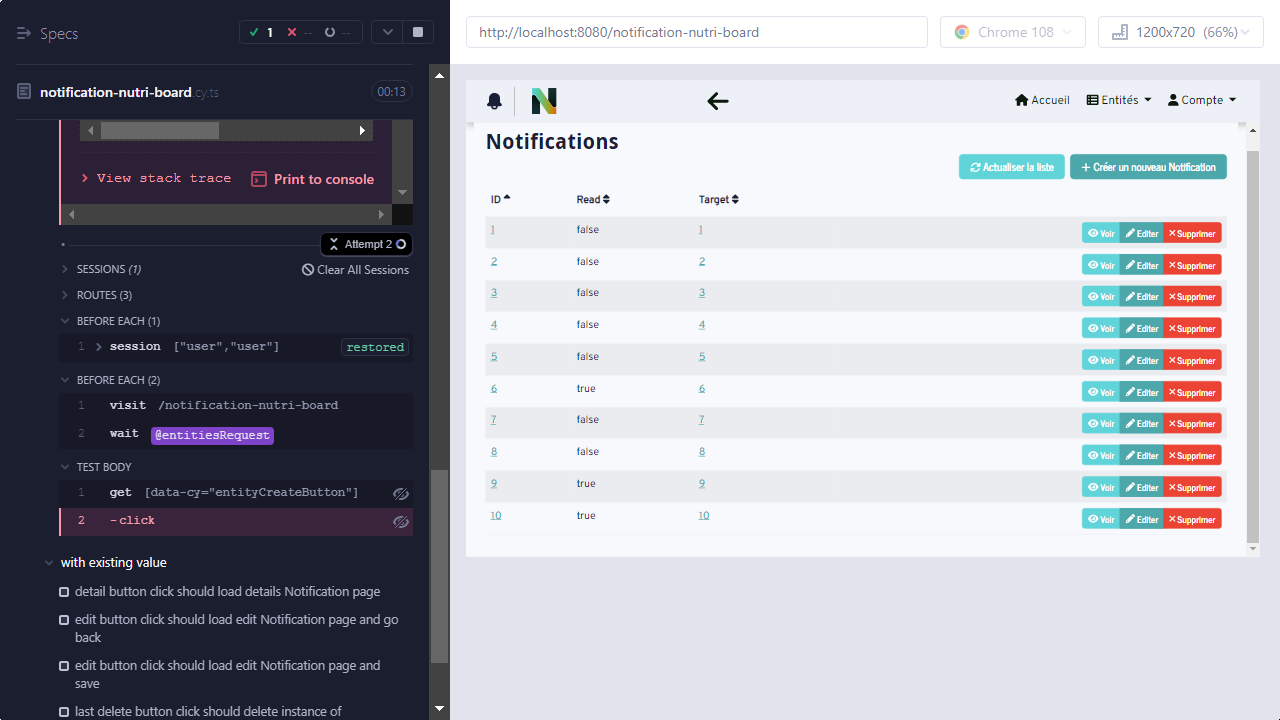 Specs
1
--
--
notification-nutri-board.cy.ts
00:13
View stack trace
Print to console
Attempt 2
SESSIONS (1)
Clear All Sessions
ROUTES (3)
BEFORE EACH (1)
1 session ["user","user"] restored
BEFORE EACH (2)
1 visit /notification-nutri-board
2 wait @entitiesRequest
TEST BODY
1 get [data-cy="entityCreateButton"]
2 -click
with existing value
detail button click should load details Notification page
edit button click should load edit Notification page and go
back
edit button click should load edit Notification page and
save
last delete button click should delete instance of
http://localhost:8080/notification-nutri-board
Chrome 108
1200x720 (66%)
Accueil
Entités
Compte
Notifications
Actualiser la liste
+ Créer un nouveau Notification
ID Read Target
1 false 1 Voir Editer Supprimer
2 false 2 Voir Editer Supprimer
3 false 3 Voir Editer Supprimer
4 false 4 Voir Editer Supprimer
5 false 5 Voir Editer Supprimer
6 true 6 Voir Editer Supprimer
7 false 7 Voir Editer Supprimer
8 false 8 Voir Editer Supprimer
9 true 9 Voir Editer Supprimer
10 true 10 Voir Editer Supprimer